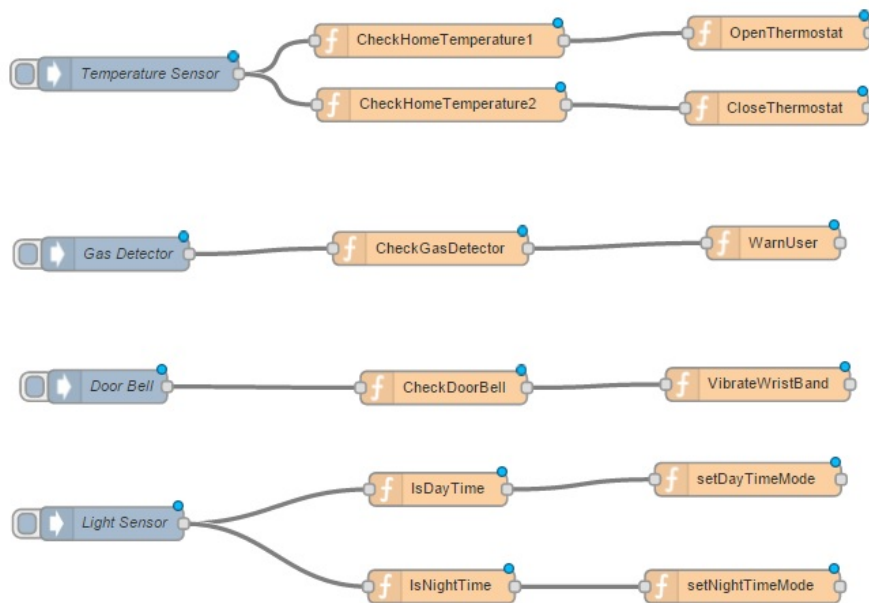 CheckHomeTemperature1
OpenThermostat
Temperature Sensor
CheckHomeTemperature2
CloseThermostat
Gas Detector
CheckGasDetector
WarnUser
Door Bell
CheckDoorBell
VibrateWristBand
IsDayTime
setDayTimeMode
Light Sensor
IsNightTime
setNightTimeMode